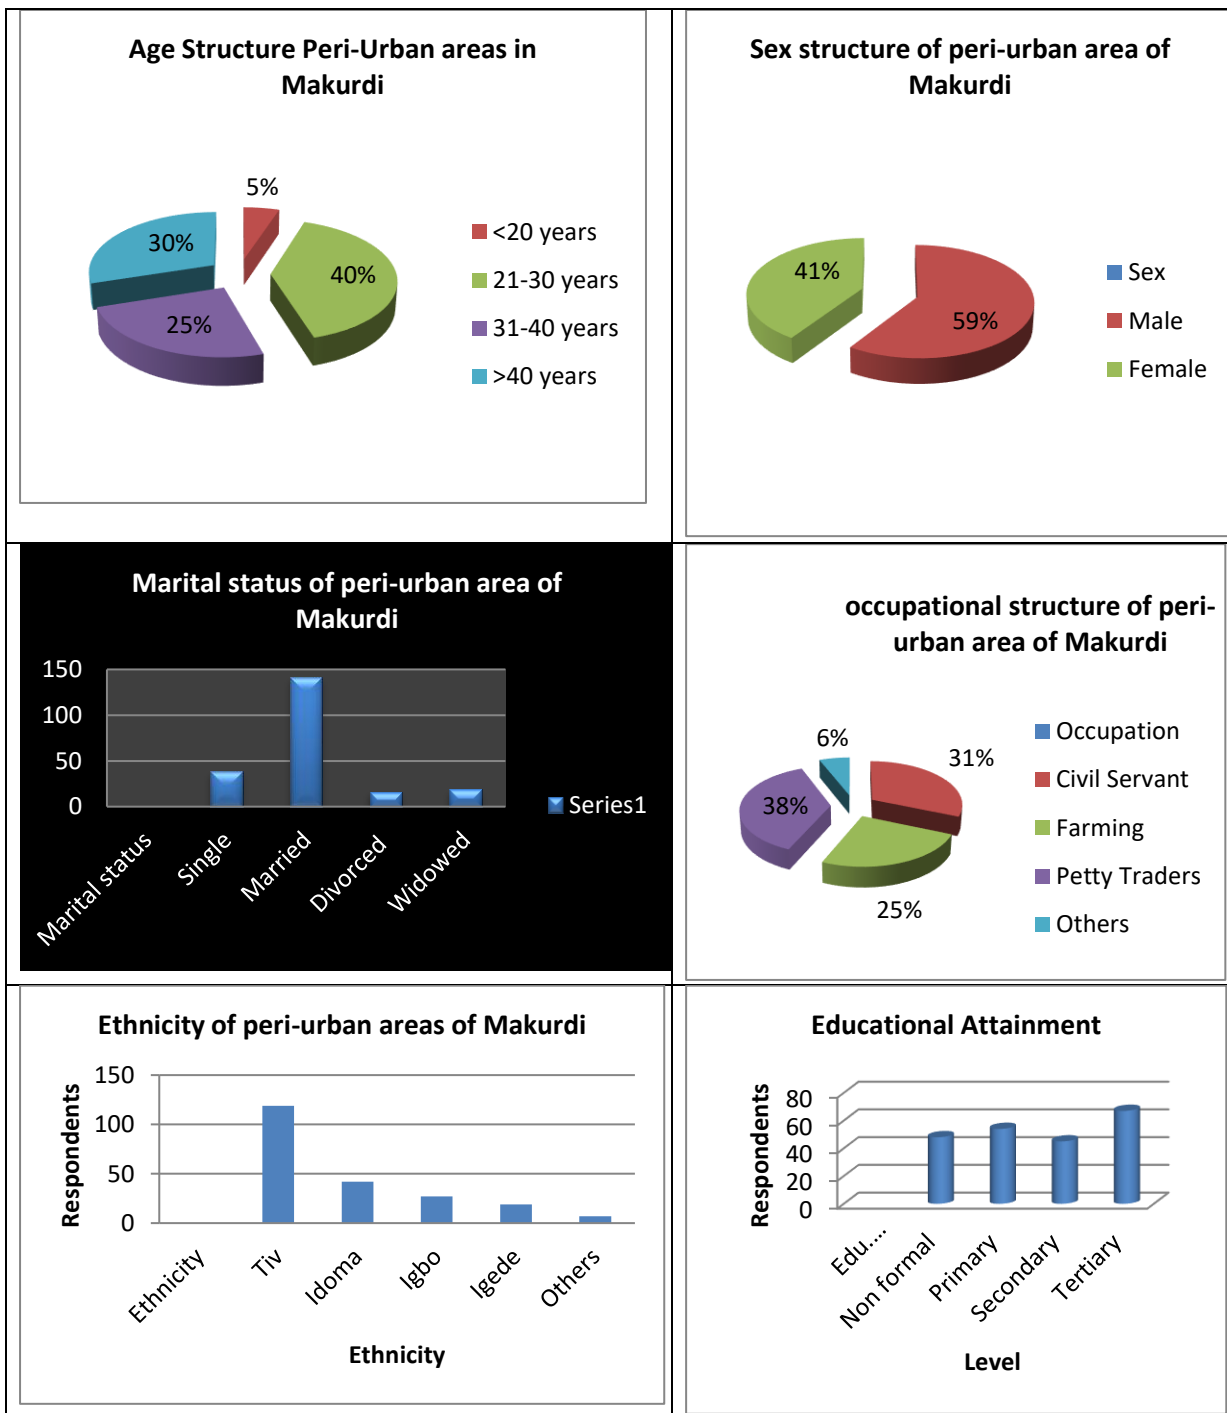 Age Structure Peri-Urban areas in
Makurdi
5%
30%
40%
25%
<20 years
21-30 years
31-40 years
>40 years
Sex structure of peri-urban area of
Makurdi
41%
59%
Sex
Male
Female
Marital status of peri-urban area of
Makurdi
150
100
50
0
Marital status
Single
Married
Divorced
Widowed
Series1
occupational structure of peri-
urban area of Makurdi
6%
31%
38%
25%
Occupation
Civil Servant
Farming
Petty Traders
Others
Ethnicity of peri-urban areas of Makurdi
Respondents
150
100
50
0
Ethnicity
Tiv
Idoma
Igbo
Igede
Others
Ethnicity
Educational Attainment
Respondents
80
60
40
20
0
Edu....
Non formal
Primary
Secondary
Tertiary
Level